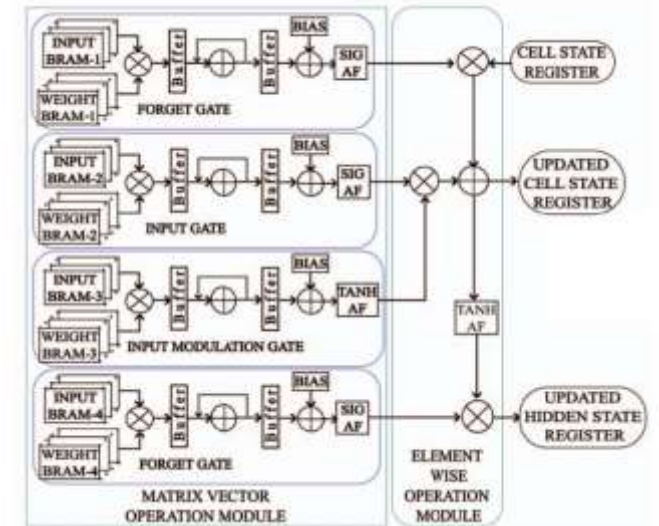 INPUT
BRAM-1
WEIGHT
BRAM-1
Buffer
Buffer
BIAS
SIG
AF
FORGET GATE
CELL STATE
REGISTER
INPUT
BRAM-2
WEIGHT
BRAM-2
Buffer
Buffer
BIAS
SIG
AF
INPUT GATE
UPDATED
CELL STATE
REGISTER
INPUT
BRAM-3
WEIGHT
BRAM-3
Buffer
Buffer
BIAS
TANH
AF
INPUT MODULATION GATE
TANH
AF
INPUT
BRAM-4
WEIGHT
BRAM-4
Buffer
Buffer
BIAS
SIG
AF
FORGET GATE
UPDATED
HIDDEN STATE
REGISTER
MATRIX VECTOR
OPERATION MODULE
ELEMENT
WISE
OPERATION
MODULE